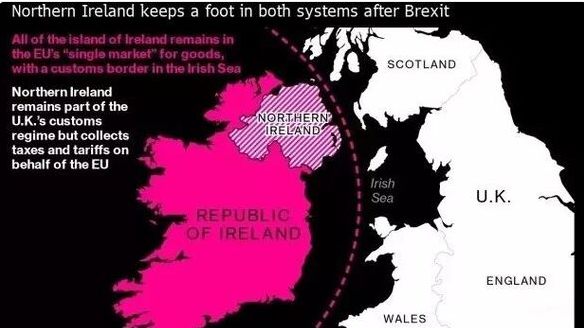 Northern Ireland keeps a foot in both systems after Brexit
All of the island of Ireland remains in
the EU's "single market" for goods,
with a customs border in the Irish Sea
Northern Ireland
remains part of the
U.K.'s customs
regime but collects
taxes and tariffs on
behalf of the EU
SCOTLAND
NORTHERN
IRELAND
Irish
Sea
U.K.
REPUBLIC
OF IRELAND
ENGLAND
WALES